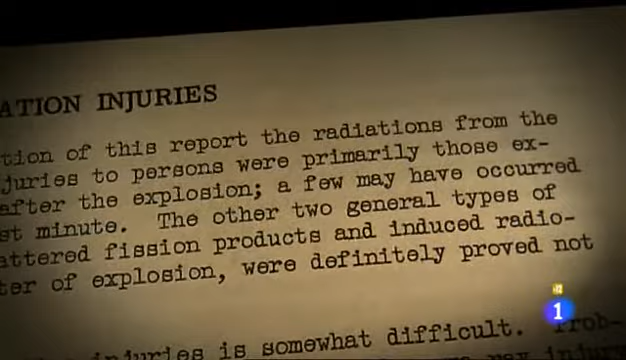 ATION INJURIES
tion of this report the radiations from the
juries to persons were primarily those ex-
after the explosion; a few may have occurred
st minute. The other two general types of
attered fission products and induced radio-
ter of explosion, were definitely proved not
injuries is somewhat difficult. Prob-
1